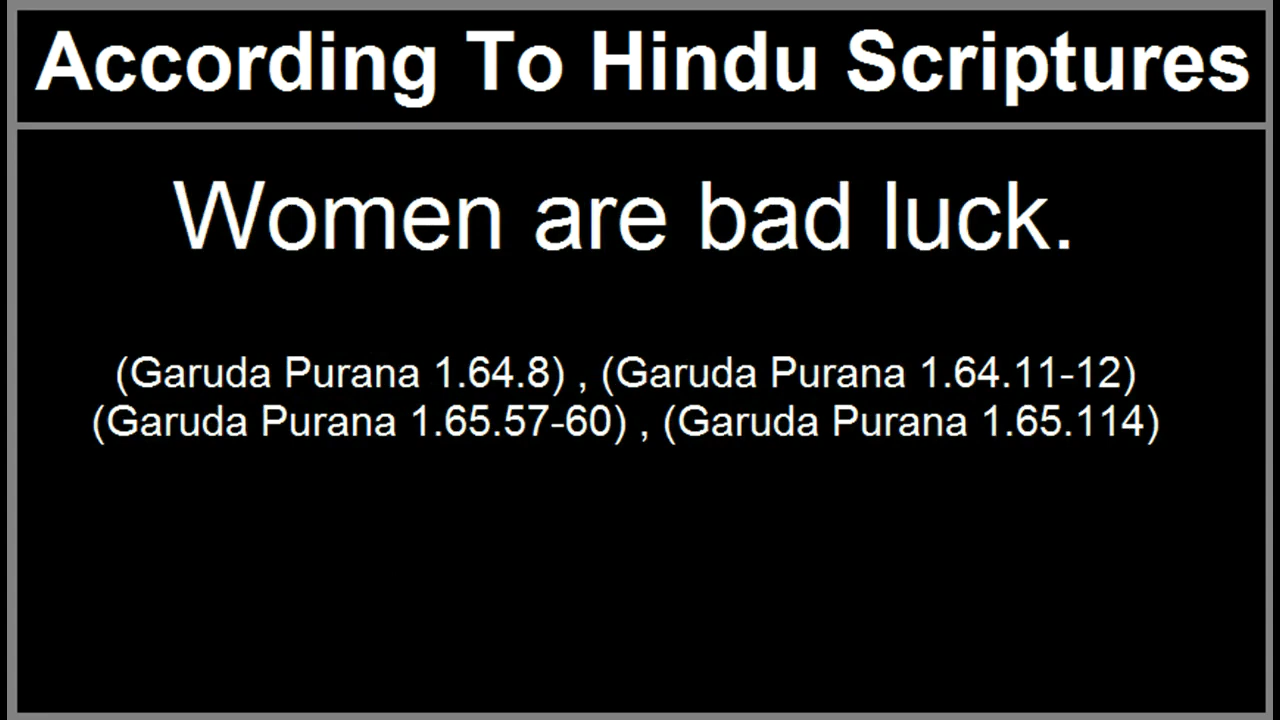 According To Hindu Scriptures
Women are bad luck.
(Garuda Purana 1.64.8) , (Garuda Purana 1.64.11-12)
(Garuda Purana 1.65.57-60) , (Garuda Purana 1.65.114)